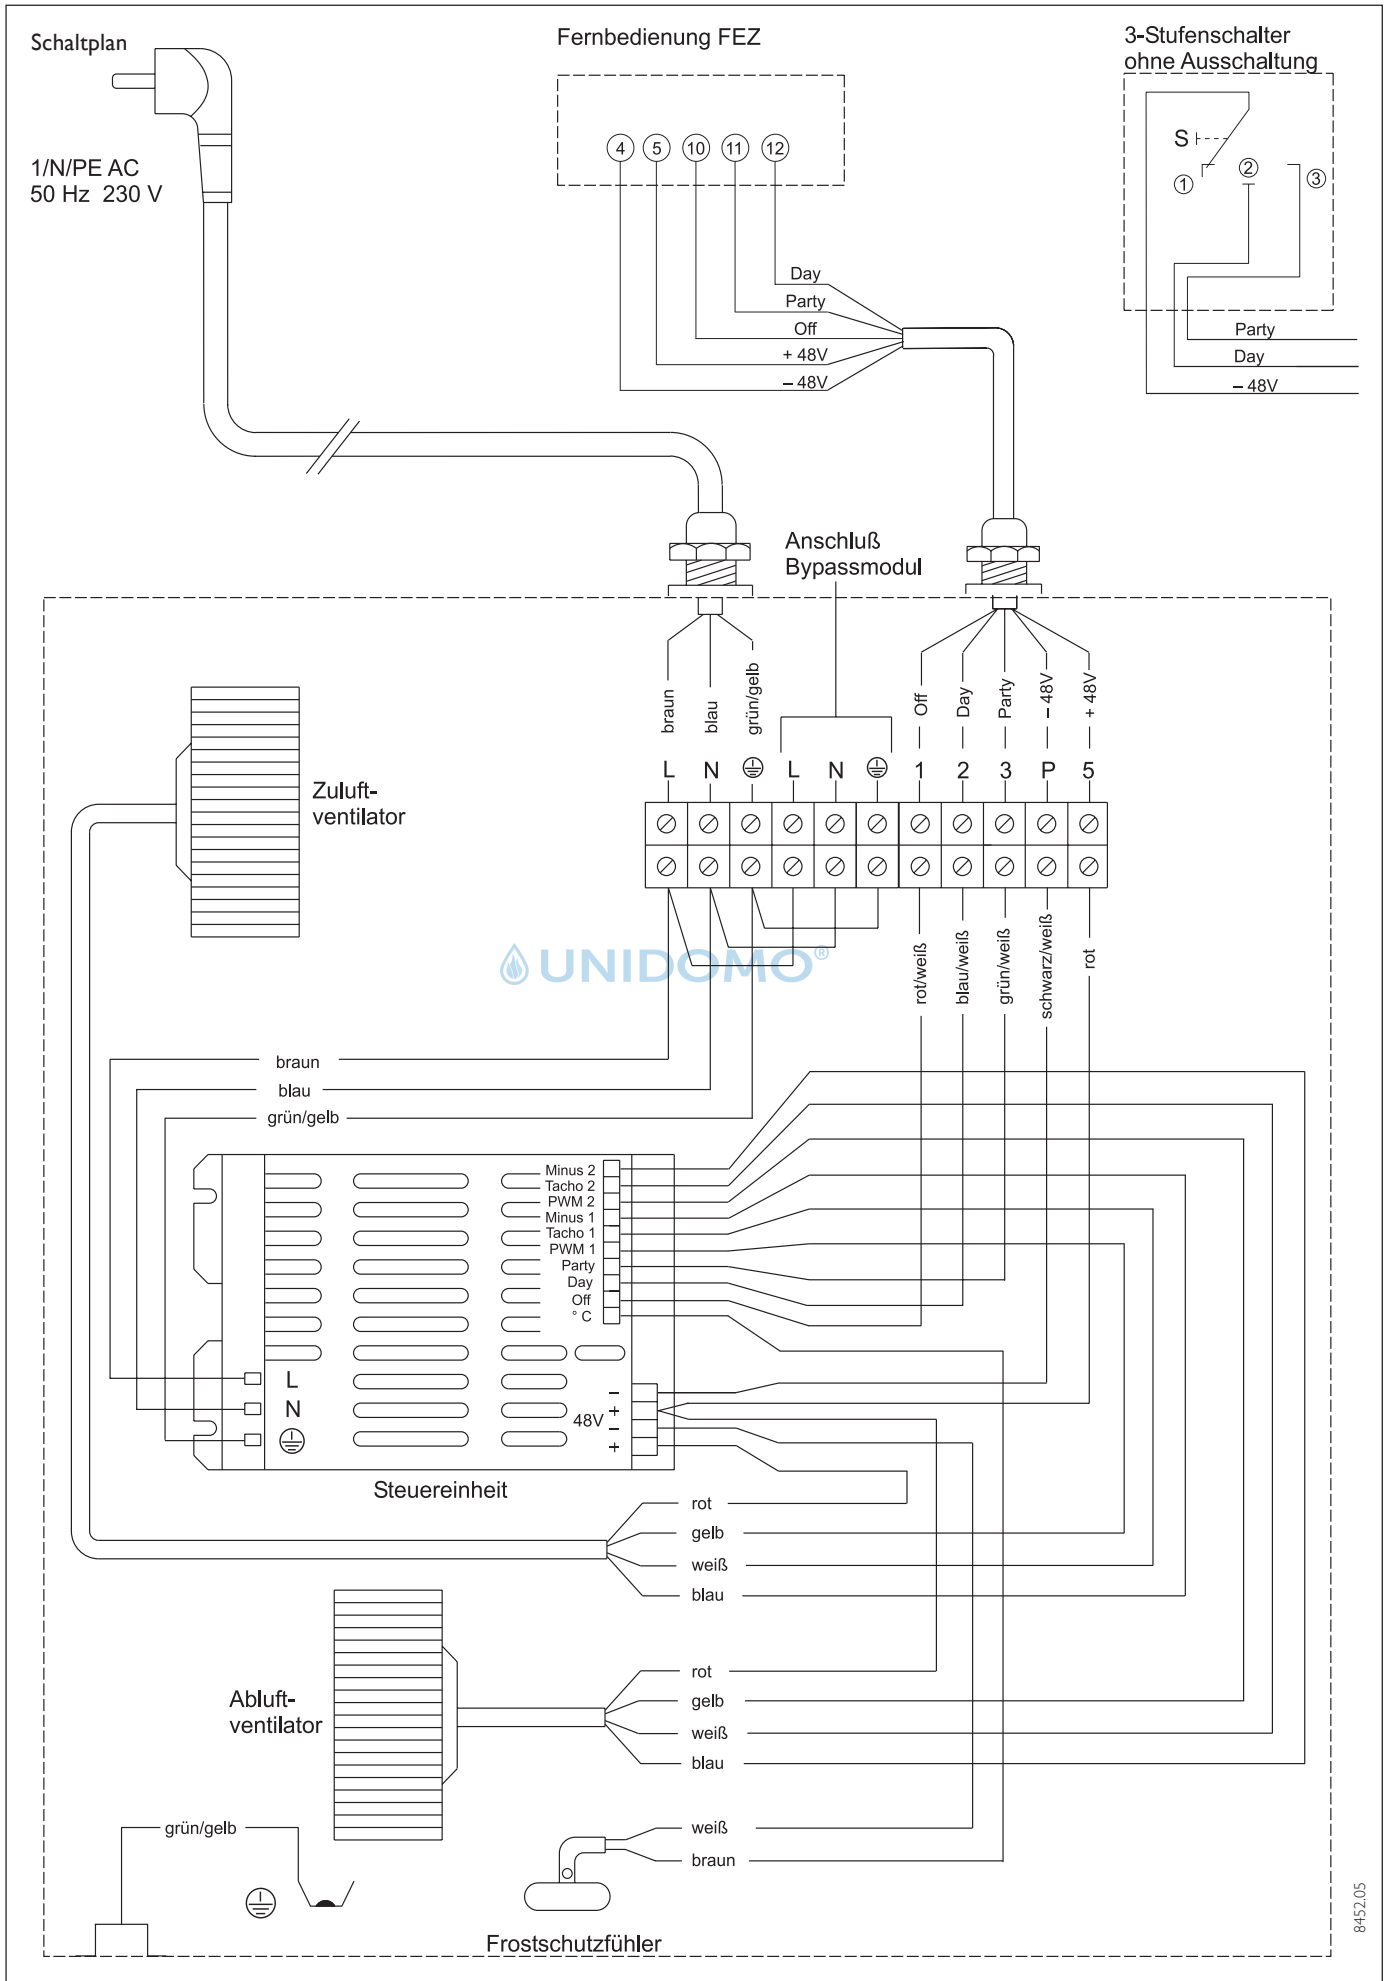 Schaltplan
1/N/PE AC
50 Hz 230 V
Fernbedienung FEZ
4 5 10 11 12
Day
Party
Off
+ 48V
– 48V
3-Stufenschalter
ohne Ausschaltung
S
1 2 3
Party
Day
– 48V
Anschluß
Bypassmodul
braun
blau
grün/gelb
Off
Day
Party
– 48V
+ 48V
L N L N 1 2 3 P 5
Zuluft-
ventilator
UNIDOMO®
rot/weiß
blau/weiß
grün/weiß
schwarz/weiß
rot
braun
blau
grün/gelb
Minus 2
Tacho 2
PWM 2
Minus 1
Tacho 1
PWM 1
Party
Day
Off
° C
L
N
48V
–
+
–
+
Steuereinheit
rot
gelb
weiß
blau
Abluft-
ventilator
rot
gelb
weiß
blau
grün/gelb
weiß
braun
Frostschutzfühler
8452.05